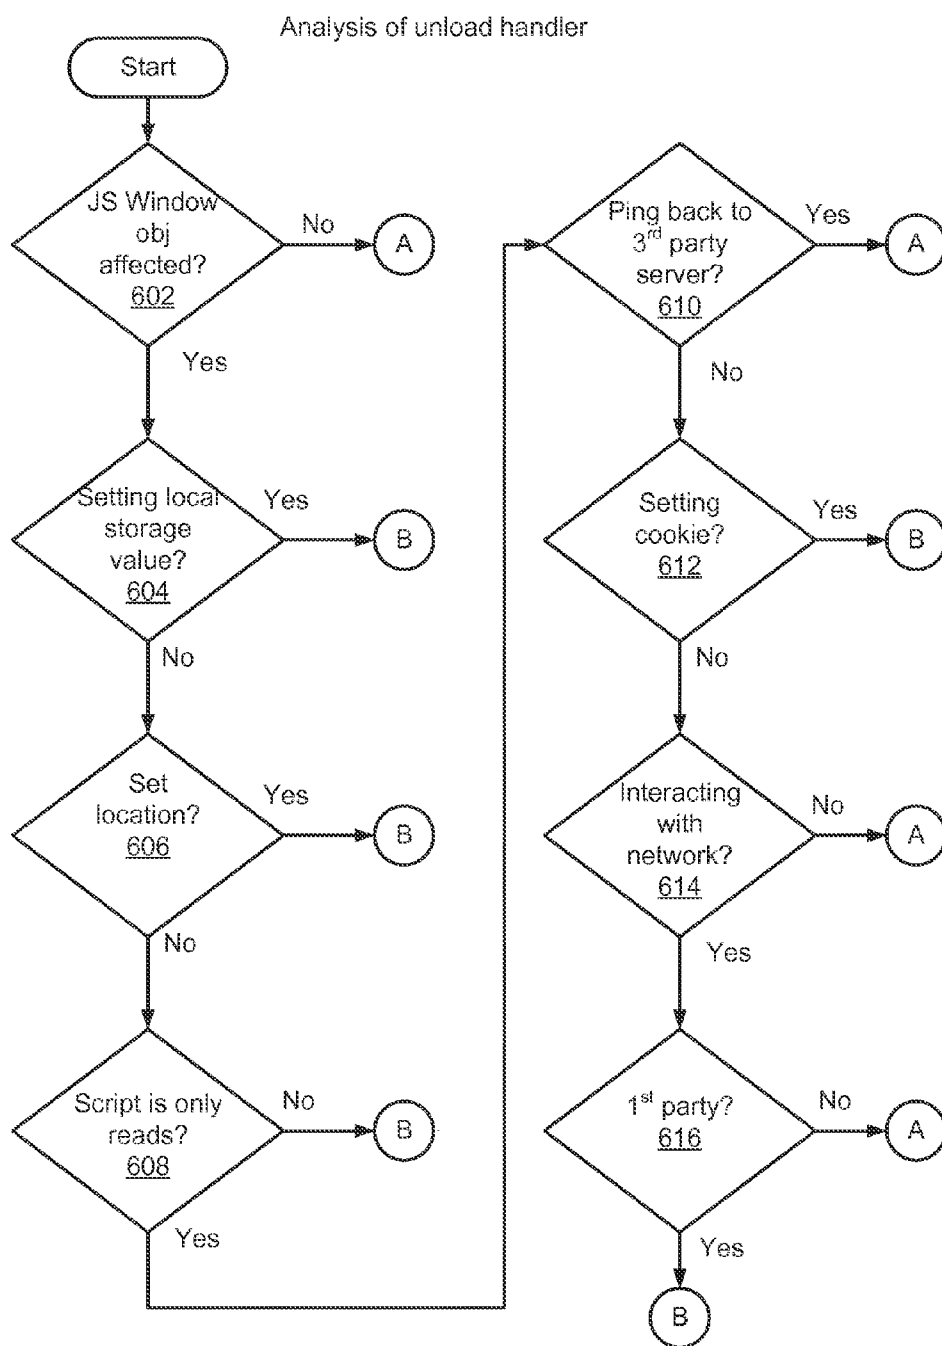 Analysis of unload handler
Start
JS Window
obj
affected?
602
No
A
Yes
Setting local
storage
value?
604
Yes
B
No
Set
location?
606
Yes
B
No
Script is only
reads?
608
No
B
Yes
Ping back to
3rd party
server?
610
Yes
A
No
Setting
cookie?
612
Yes
B
No
Interacting
with
network?
614
No
A
Yes
1st party?
616
No
A
Yes
B